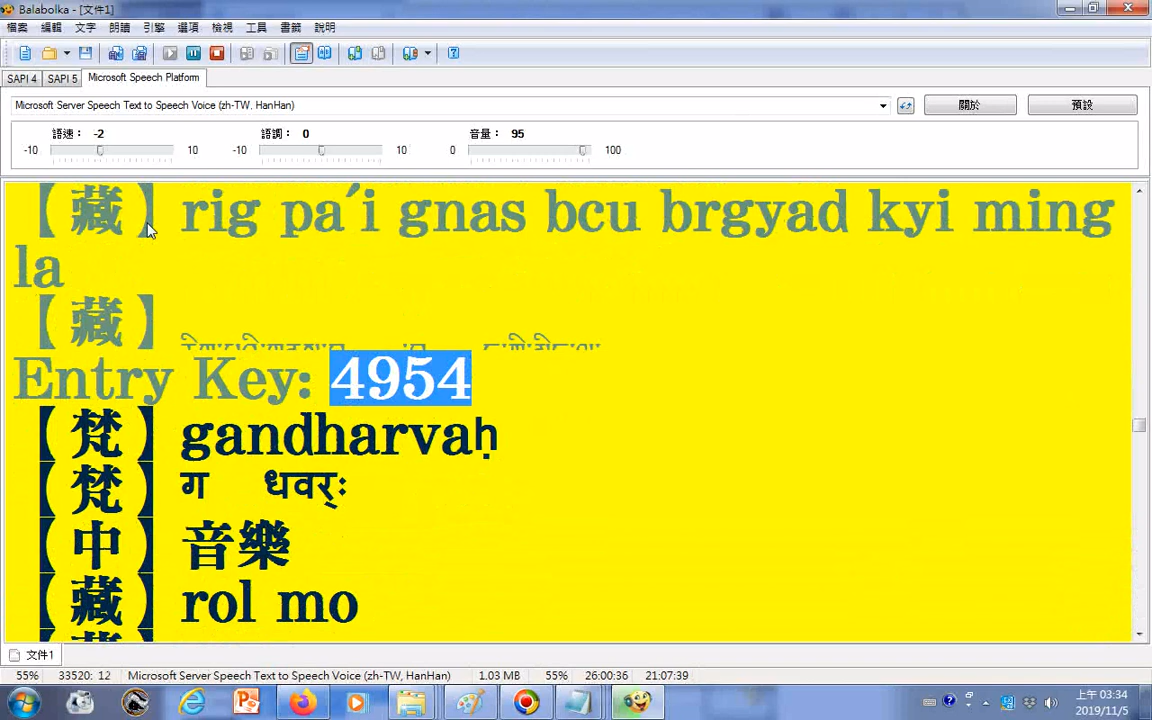 Balabolka - [文件1]
檔案 編輯 文字 朗讀 引擎 選項 檢視 工具 書籤 說明
SAPI 4 SAPI 5 Microsoft Speech Platform
Microsoft Server Speech Text to Speech Voice (zh-TW, HanHan) 關於 預設
語速: -2 語調: 0 音量: 95
-10 10 -10 10 0 100
【藏】 rig pa´i gnas bcu brgyad kyi ming
la
【藏】
Entry Key: 4954
【梵】 gandharvaḥ
【梵】 ग धवर्ः
【中】 音樂
【藏】 rol mo
文件1
55% 33520: 12 Microsoft Server Speech Text to Speech Voice (zh-TW, HanHan) 1.03 MB 55% 26:00:36 21:07:39
上午 03:34
2019/11/5